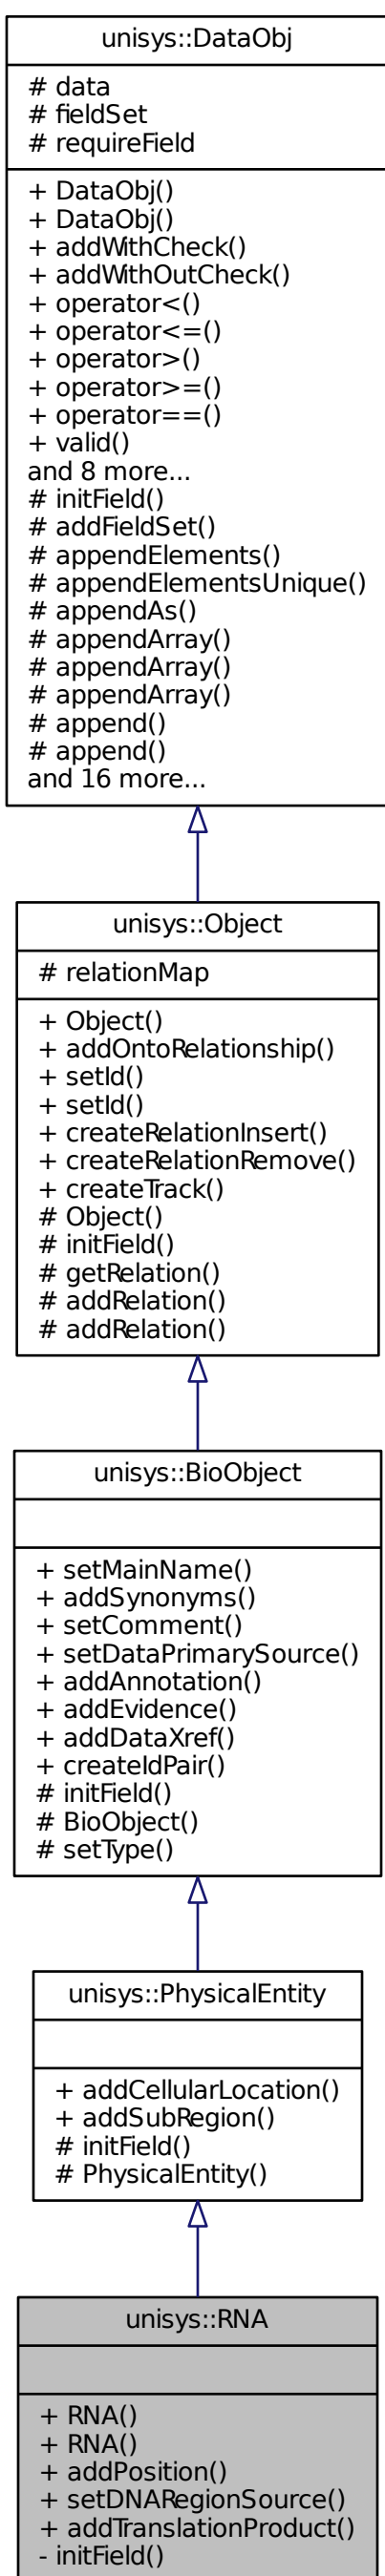 unisys::DataObj
# data
# fieldSet
# requireField
+ DataObj()
+ DataObj()
+ addWithCheck()
+ addWithOutCheck()
+ operator<()
+ operator<=()
+ operator>()
+ operator>=()
+ operator==()
+ valid()
and 8 more...
# initField()
# addFieldSet()
# appendElements()
# appendElementsUnique()
# appendAs()
# appendArray()
# appendArray()
# appendArray()
# append()
# append()
and 16 more...
unisys::Object
# relationMap
+ Object()
+ addOntoRelationship()
+ setId()
+ setId()
+ createRelationInsert()
+ createRelationRemove()
+ createTrack()
# Object()
# initField()
# getRelation()
# addRelation()
# addRelation()
unisys::BioObject
+ setMainName()
+ addSynonyms()
+ setComment()
+ setDataPrimarySource()
+ addAnnotation()
+ addEvidence()
+ addDataXref()
+ createIdPair()
# initField()
# BioObject()
# setType()
unisys::PhysicalEntity
+ addCellularLocation()
+ addSubRegion()
# initField()
# PhysicalEntity()
unisys::RNA
+ RNA()
+ RNA()
+ addPosition()
+ setDNARegionSource()
+ addTranslationProduct()
- initField()